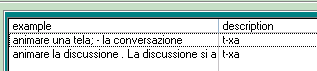 example description
animare una tela; - la conversazione t-xa
animare la discussione . La discussione si a t-xa